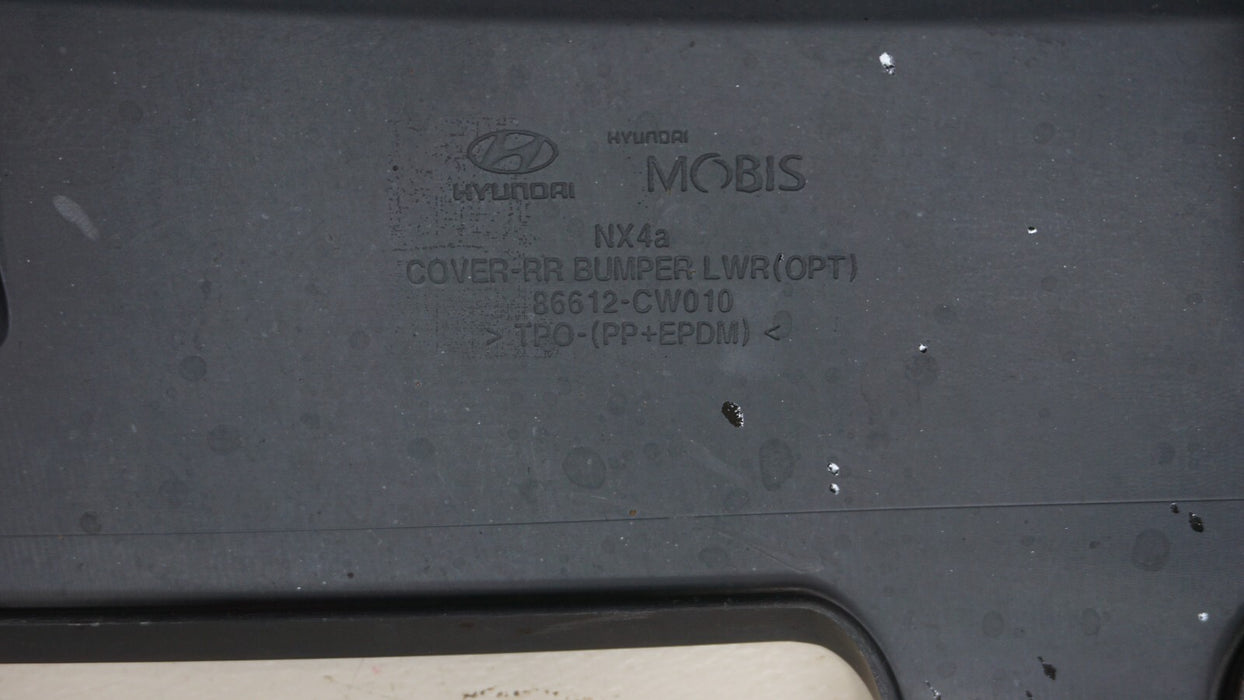 HYUNDAI
HYUNDAI
MOBIS
NX4a
COVER-RR BUMPER LWR(OPT)
86612-CW010
> TPO-(PP+EPDM) <